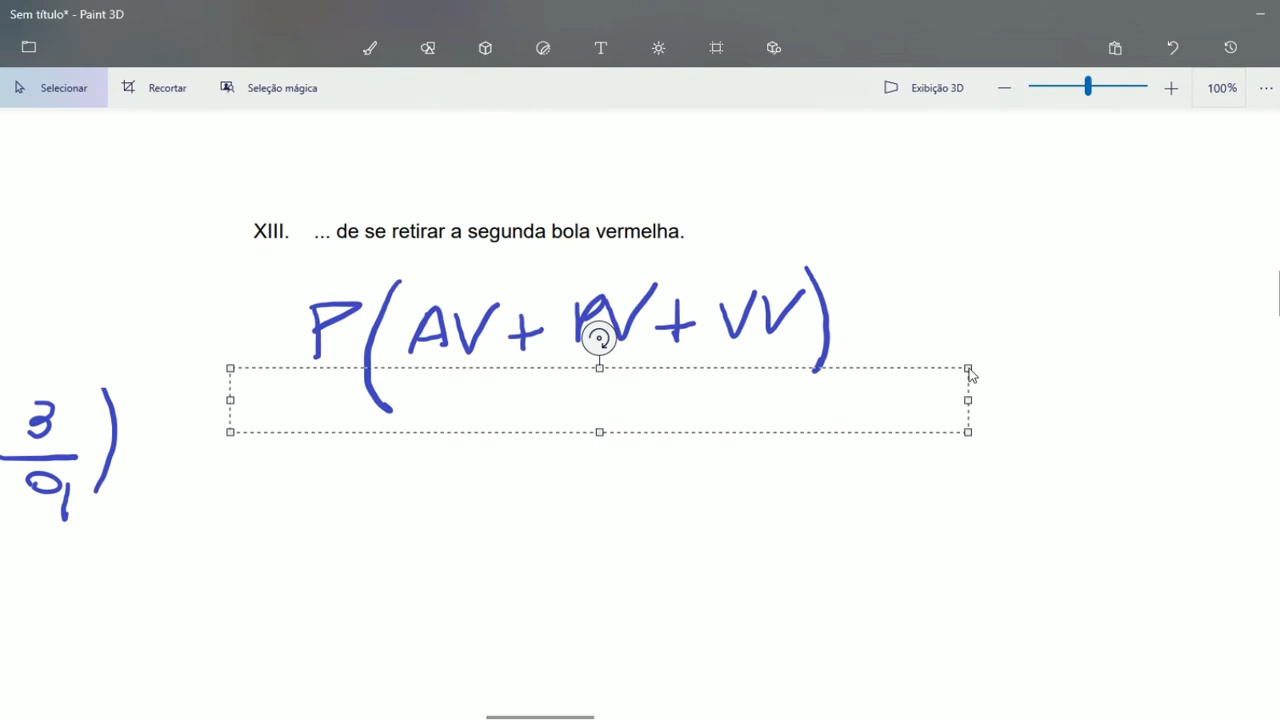 Sem título* - Paint 3D
Selecionar
Recortar
Seleção mágica
Exibição 3D
100%
XIII. ... de se retirar a segunda bola vermelha.
P(AV + PV + VV)
3
9)